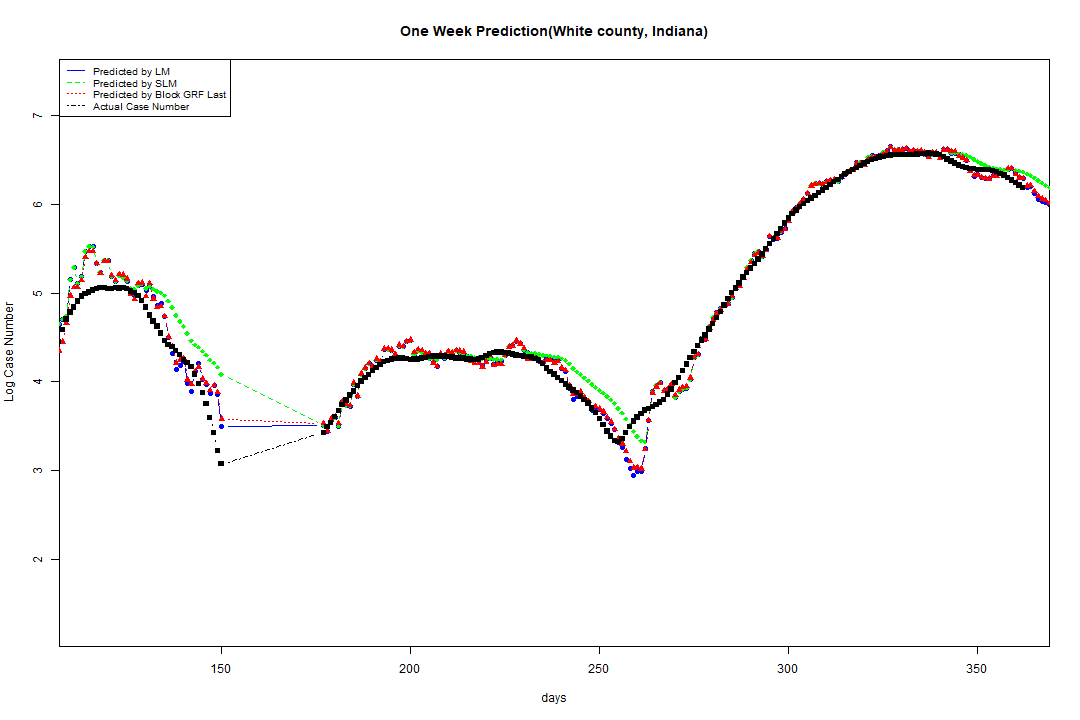 One Week Prediction(White county, Indiana)
Predicted by LM
Predicted by SLM
Predicted by Block GRF Last
Actual Case Number
7
6
5
4
3
2
Log Case Number
150 200 250 300 350
days